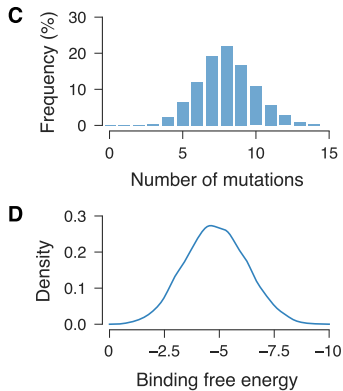 C
Frequency (%)
30
20
10
0
0 5 10 15
Number of mutations
D
Density
0.3
0.2
0.1
0.0
0 −2.5 −5 −7.5 −10
Binding free energy